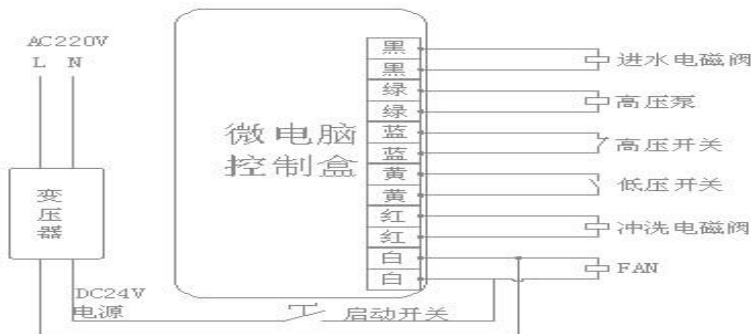 AC220V
L N
变压器
DC24V
电源
微电脑
控制盒
黑
黑
绿
绿
蓝
蓝
黄
黄
红
红
白
白
进水电磁阀
高压泵
高压开关
低压开关
冲洗电磁阀
FAN
启动开关